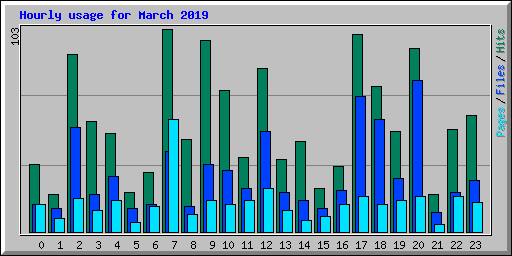 Hourly usage for March 2019
103
Pages/Files/Hits
0 1 2 3 4 5 6 7 8 9 10 11 12 13 14 15 16 17 18 19 20 21 22 23